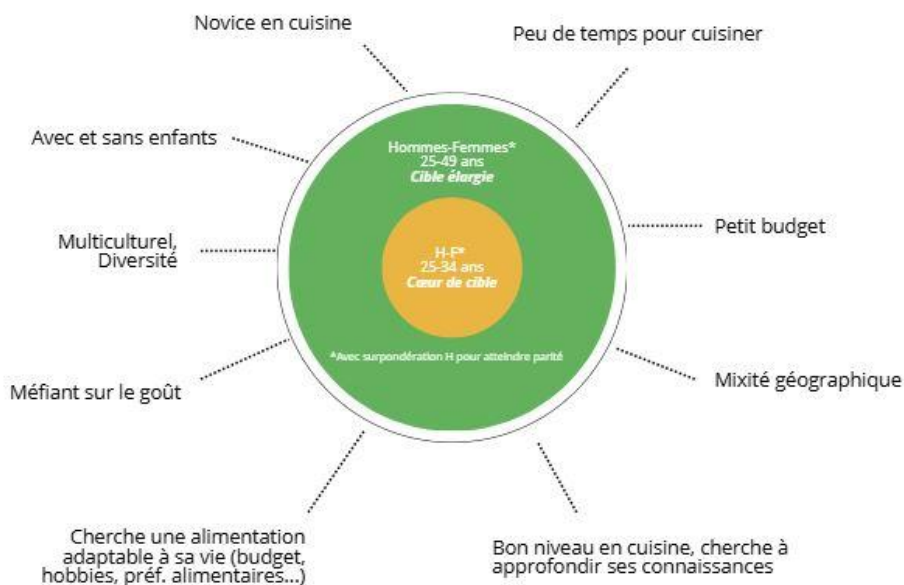 Novice en cuisine
Peu de temps pour cuisiner
Avec et sans enfants
Hommes-Femmes*
25-49 ans
Cible élargie
Multiculturel,
Diversité
Petit budget
H-F*
25-34 ans
Cœur de cible
*Avec surpondération H pour atteindre parité
Méfiant sur le goût
Mixité géographique
Cherche une alimentation
adaptable à sa vie (budget,
hobbies, préf. alimentaires...)
Bon niveau en cuisine, cherche à
approfondir ses connaissances